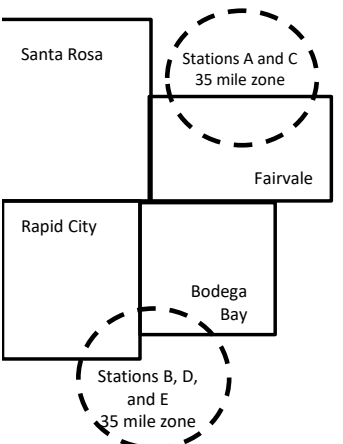 Santa Rosa
Stations A and C
35 mile zone
Fairvale
Rapid City
Bodega
Bay
Stations B, D,
and E
35 mile zone